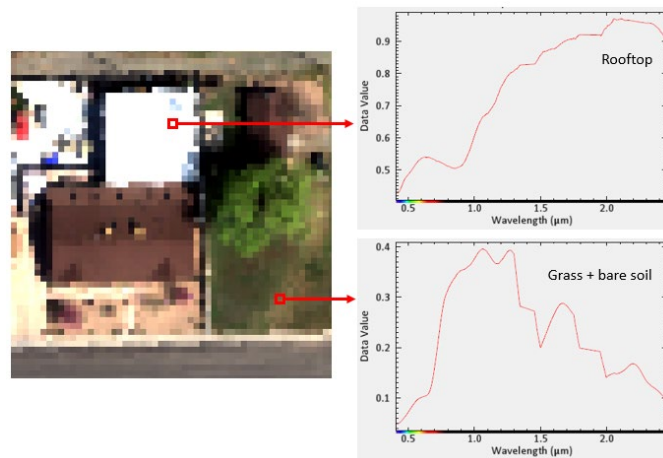 0.9
0.8
0.7
0.6
0.5
Data Value
Rooftop
0.5
1.0
1.5
2.0
Wavelength (μm)
0.4
0.3
0.2
0.1
Data Value
Grass + bare soil
0.5
1.0
1.5
2.0
Wavelength (μm)